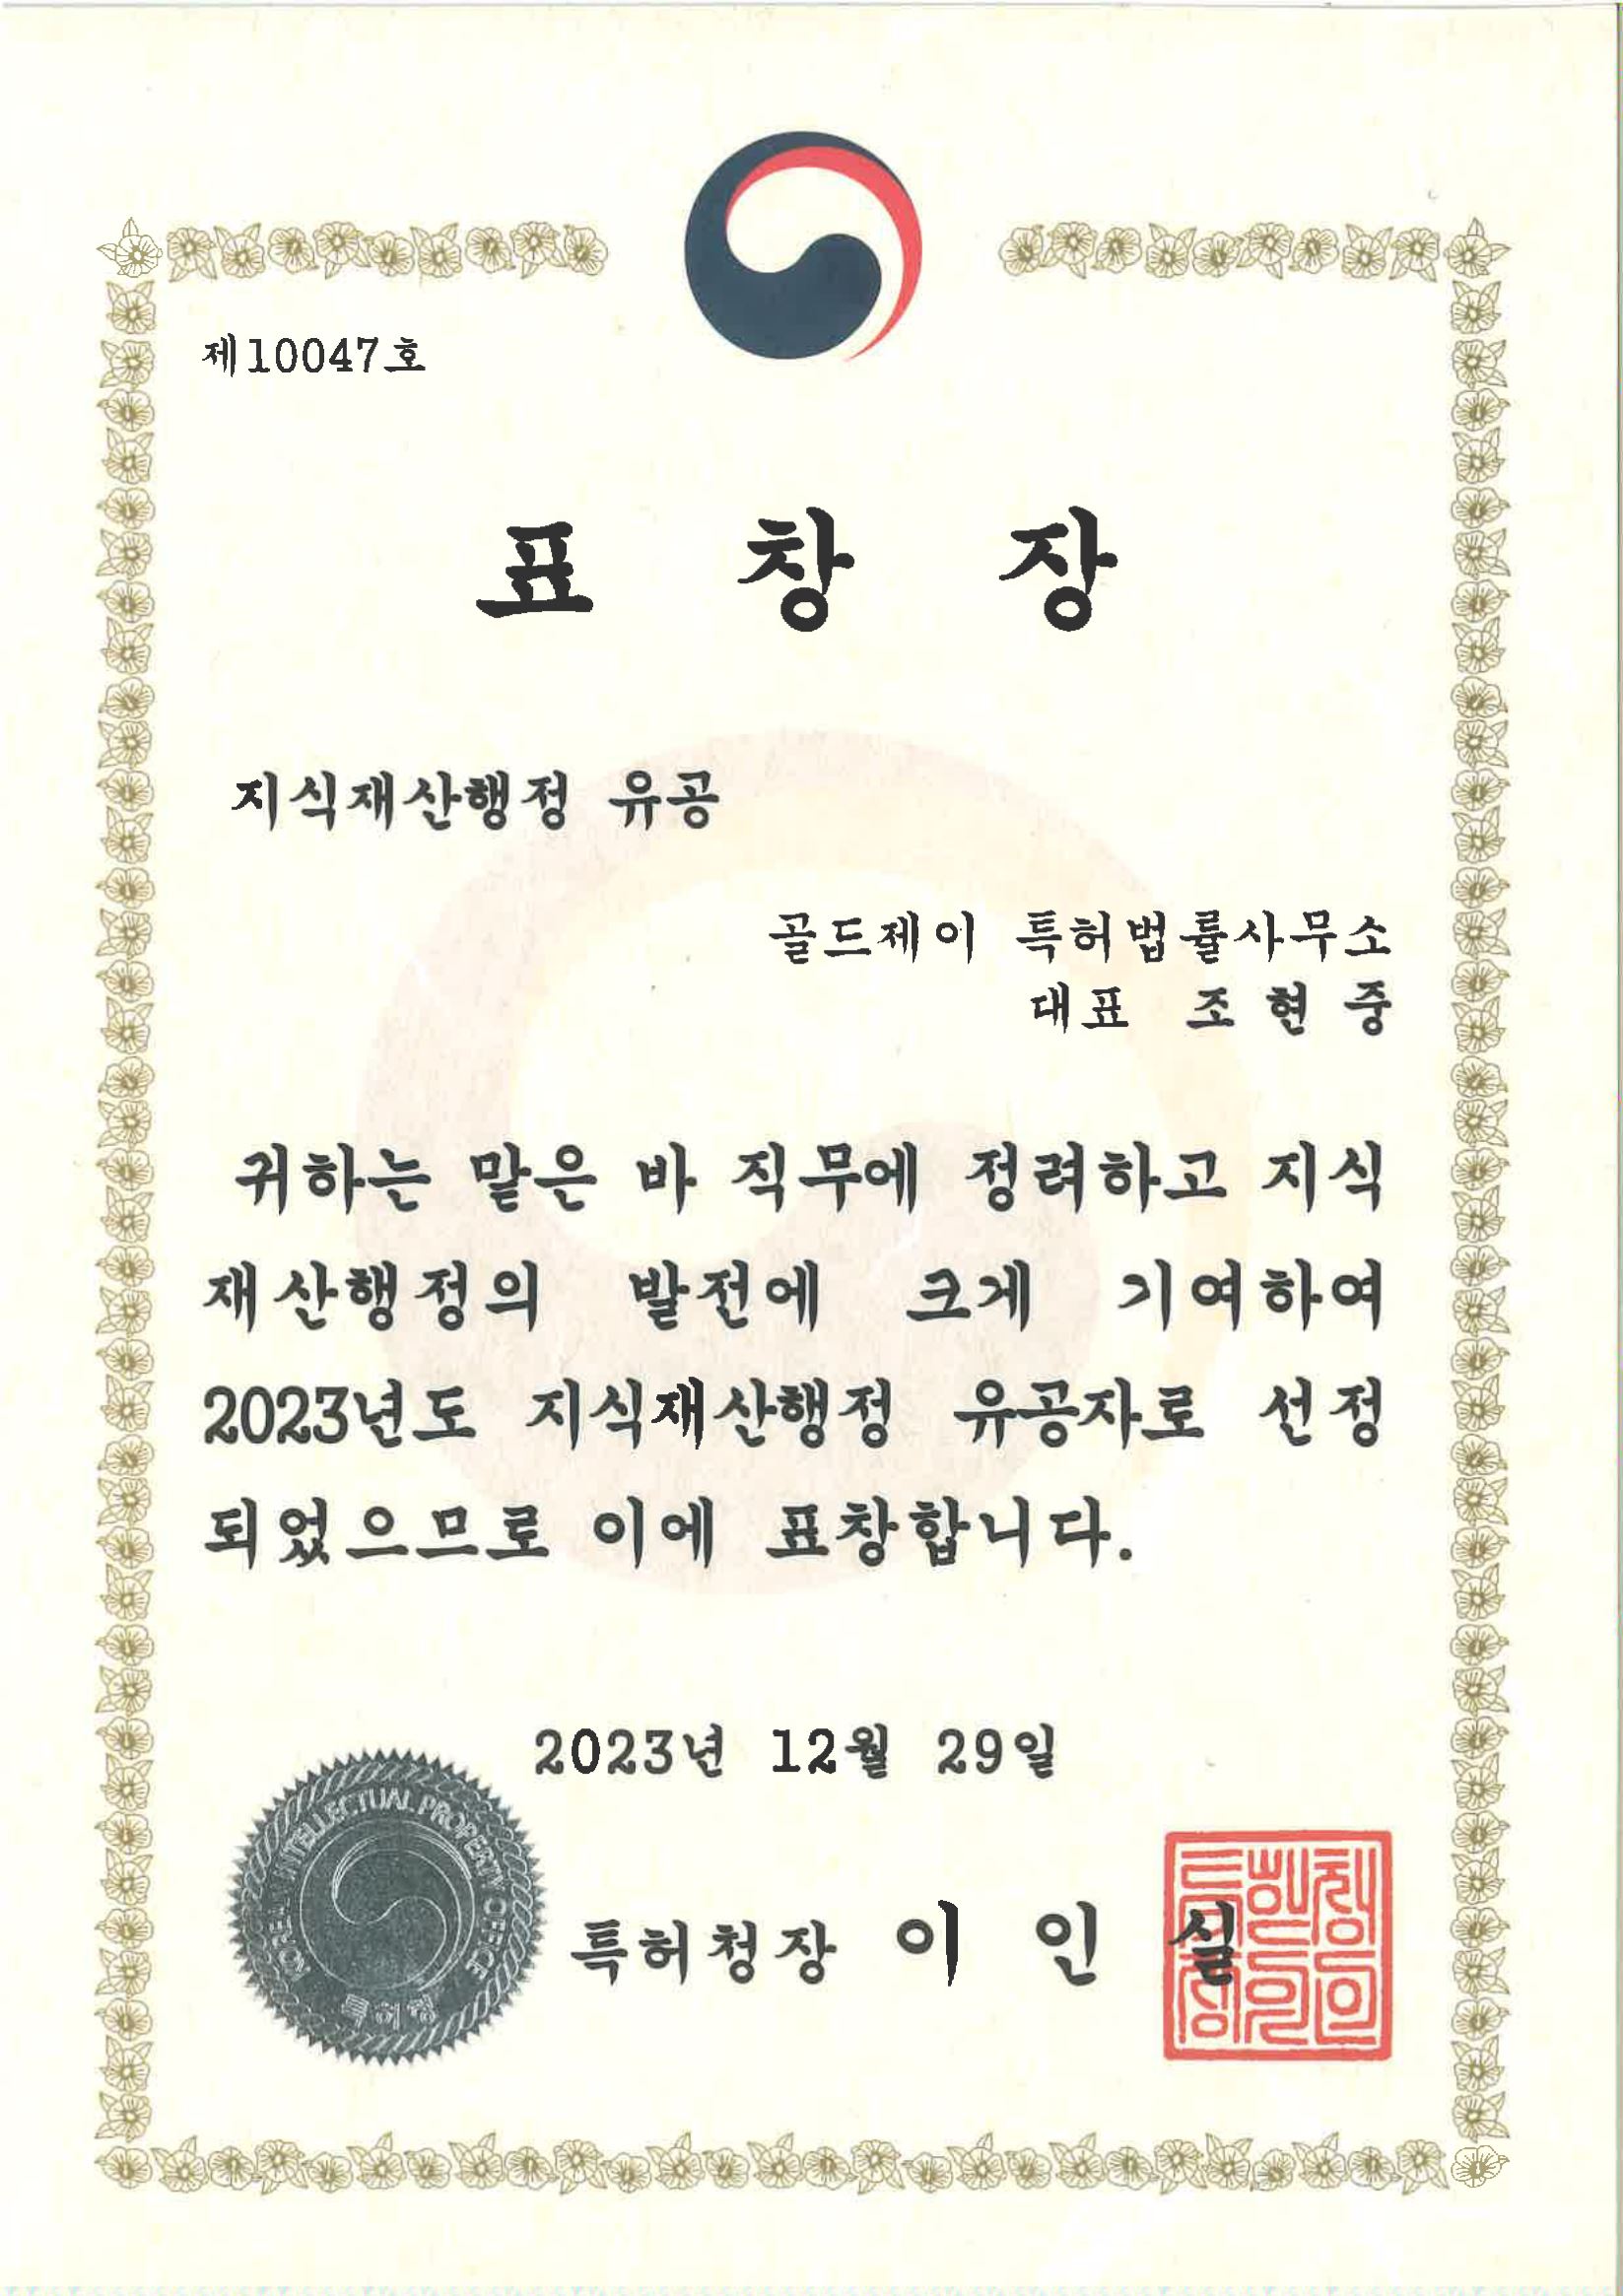 제10047호
표 창 장
지식재산행정 유공
골드제이 특허법률사무소
대표 조 현 중
귀하는 맡은 바 직무에 정려하고 지식
재산행정의 발전에 크게 기여하여
2023년도 지식재산행정 유공자로 선정
되었으므로 이에 표창합니다.
2023년 12월 29일
KOREAN INTELLECTUAL PROPERTY OFFICE
특허청
특허청장 이 인 실
특허청장의인